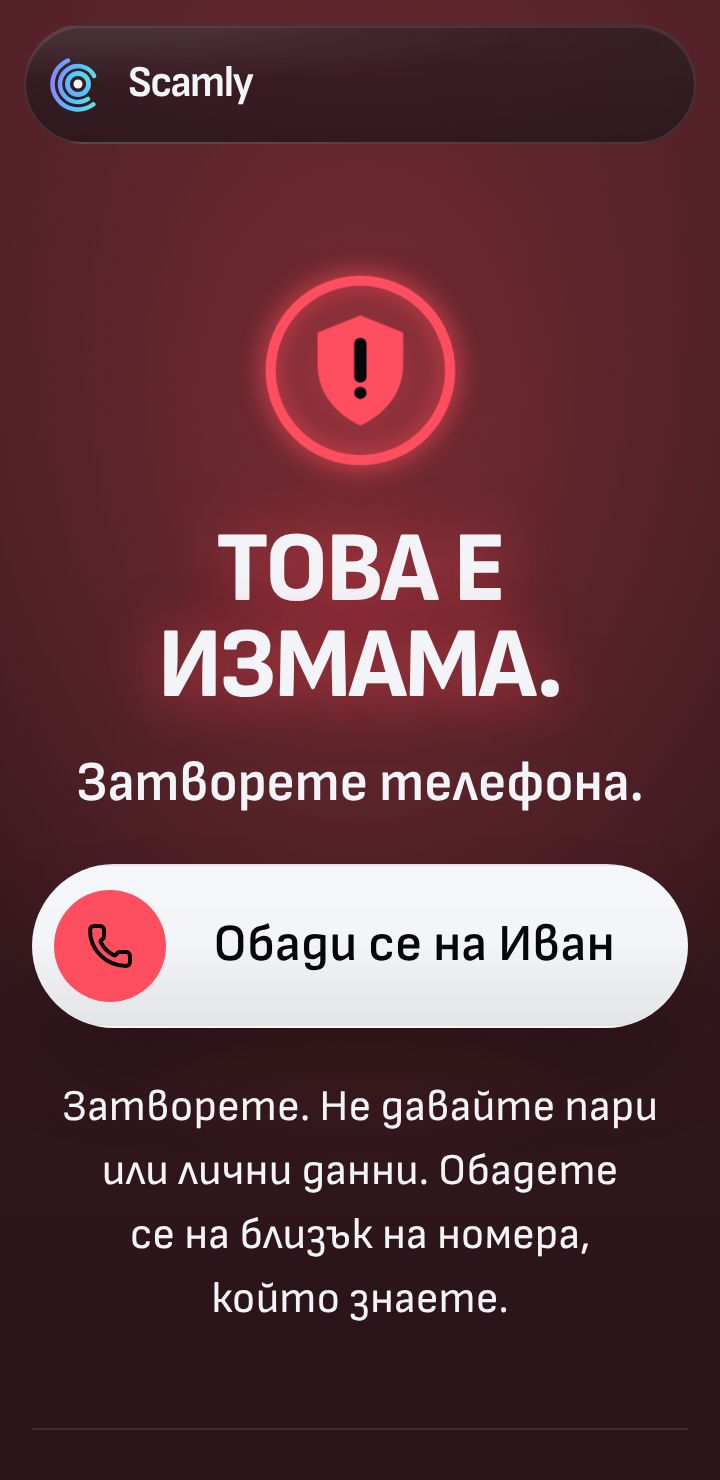 Scamly
ТОВА Е
ИЗМАМА.
Затворете телефона.
Обади се на Иван
Затворете. Не давайте пари
или лични данни. Обадете
се на близък на номера,
който знаете.